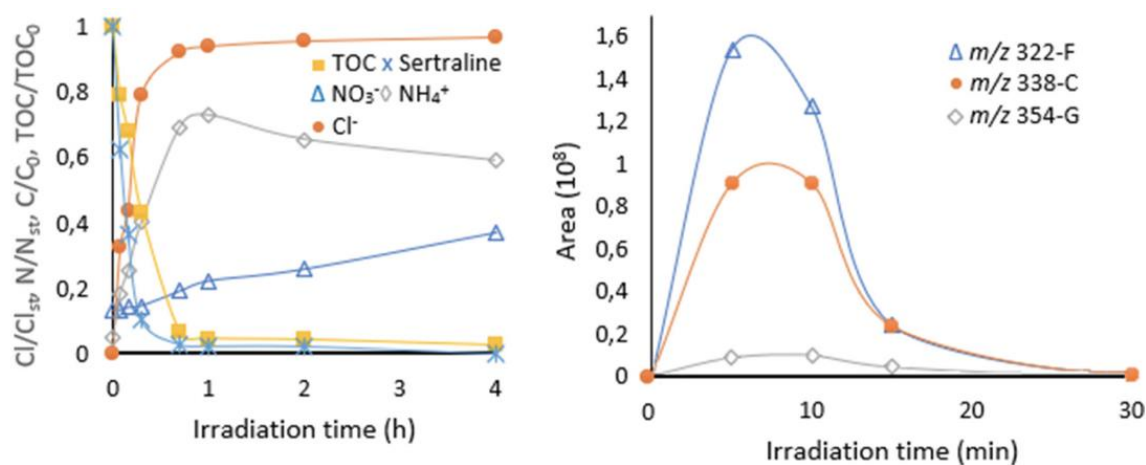 Cl/Cl_st, N/N_st, C/C_0, TOC/TOC_0
1
0,8
0,6
0,4
0,2
0
TOC Sertraline
NO₃⁻ NH₄⁺
Cl⁻
0 1 2 3 4
Irradiation time (h)
Area (10⁸)
1,6
1,4
1,2
1
0,8
0,6
0,4
0,2
0
m/z 322-F
m/z 338-C
m/z 354-G
0 10 20 30
Irradiation time (min)